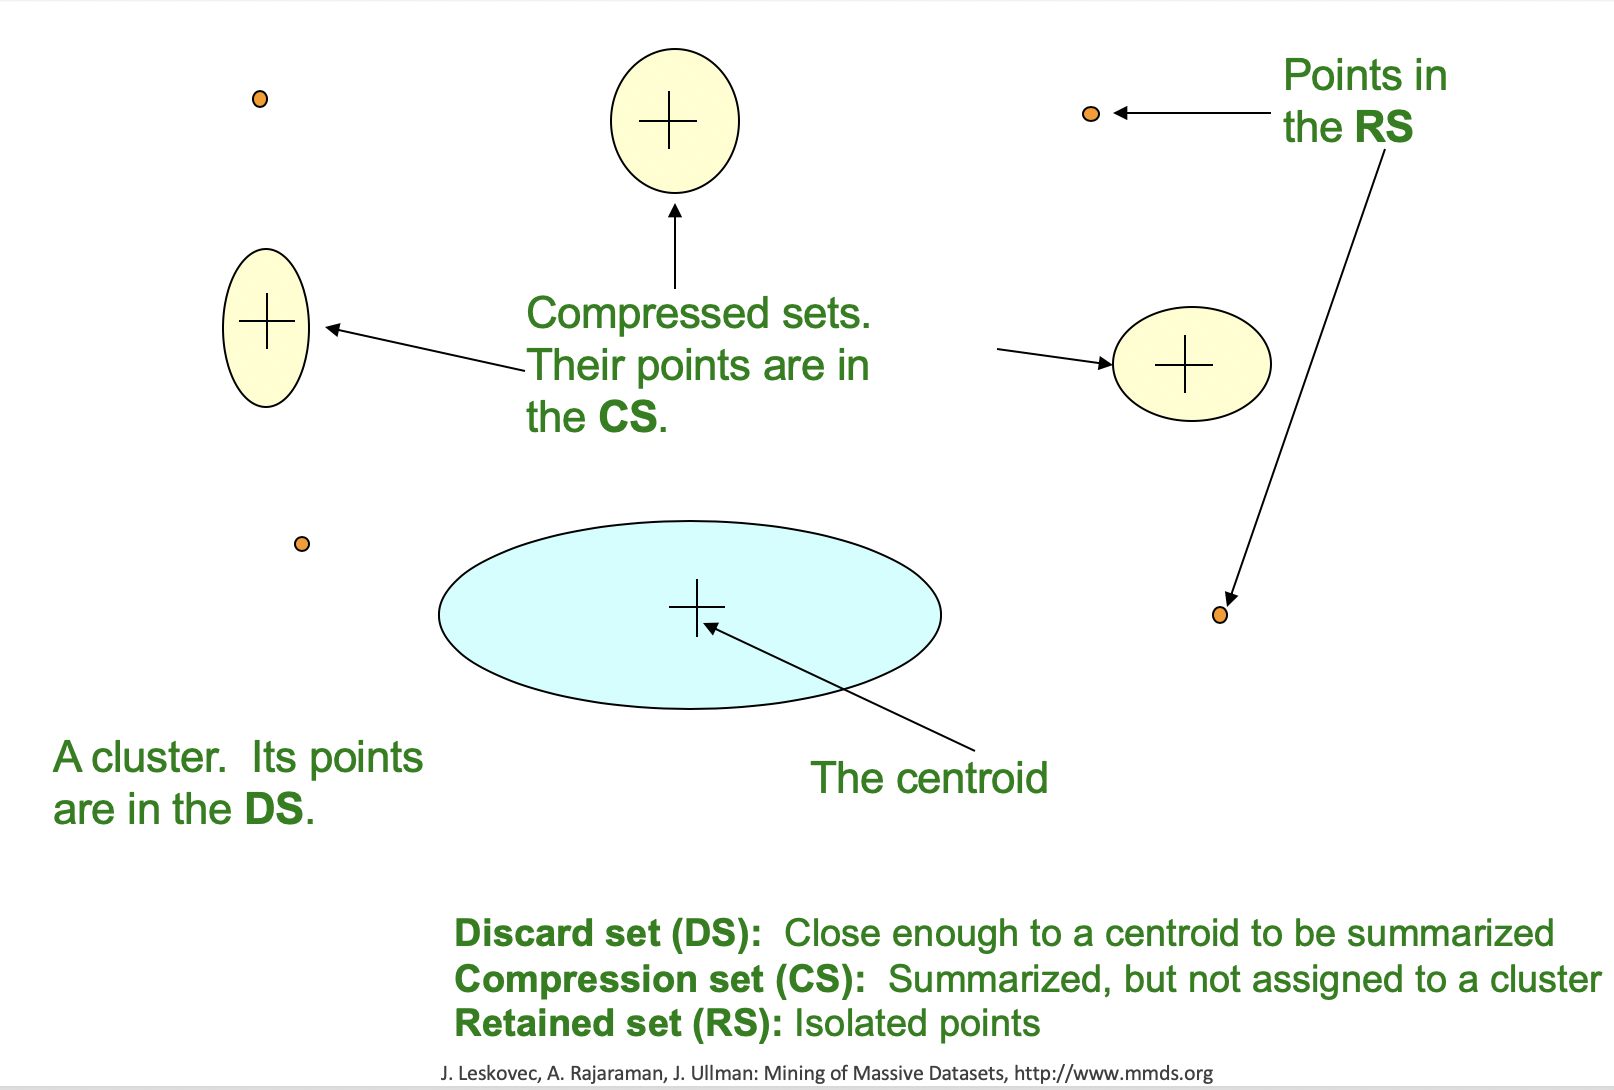 Points in
the RS
Compressed sets.
Their points are in
the CS.
A cluster.  Its points
are in the DS.
The centroid
Discard set (DS):  Close enough to a centroid to be summarized
Compression set (CS):  Summarized, but not assigned to a cluster
Retained set (RS): Isolated points
J. Leskovec, A. Rajaraman, J. Ullman: Mining of Massive Datasets, http://www.mmds.org